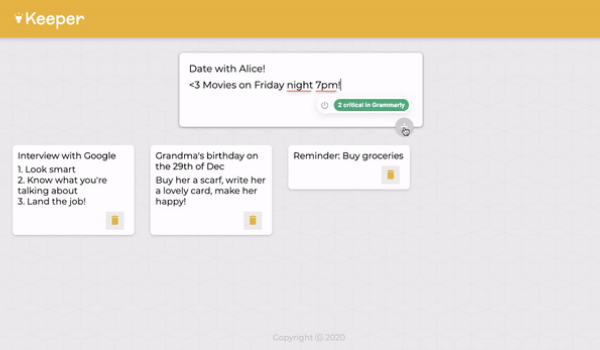 Keeper
Date with Alice!
<3 Movies on Friday night 7pm!
2 critical in Grammarly
Interview with Google
1. Look smart
2. Know what you're
talking about
3. Land the job!
Grandma's birthday on
the 29th of Dec
Buy her a scarf, write her
a lovely card, make her
happy!
Reminder: Buy groceries
Copyright © 2020